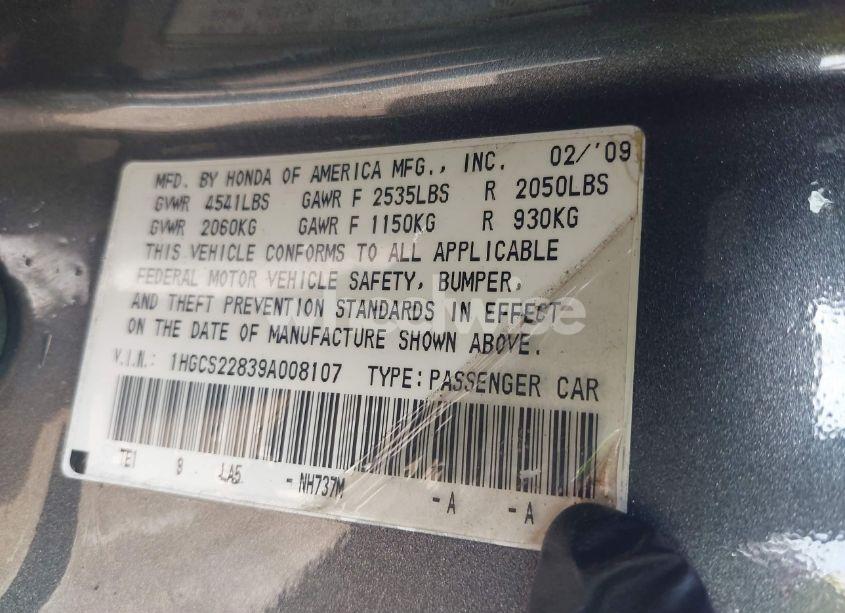 MFD. BY HONDA OF AMERICA MFG., INC. 02/'09
GVWR 4541LBS GAWR F 2535LBS R 2050LBS
GVWR 2060KG GAWR F 1150KG R 930KG
THIS VEHICLE CONFORMS TO ALL APPLICABLE
FEDERAL MOTOR VEHICLE SAFETY, BUMPER,
AND THEFT PREVENTION STANDARDS IN EFFECT
ON THE DATE OF MANUFACTURE SHOWN ABOVE.
V.I.N.: 1HGCS22839A008107 TYPE:PASSENGER CAR
TE1 9 LA5 - NH737M - A - A